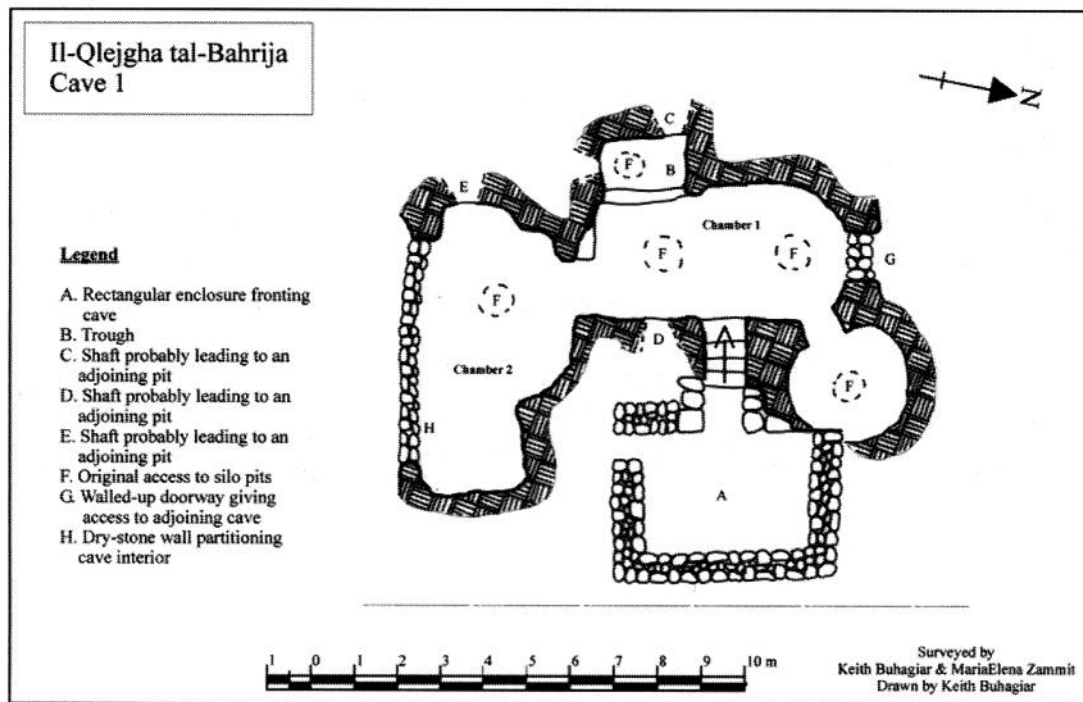 Il-Qlejgha tal-Bahrija
Cave 1
N
C
F
B
E
Chamber 1
F
F
G
F
D
Chamber 2
F
H
A
Legend
A. Rectangular enclosure fronting
cave
B. Trough
C. Shaft probably leading to an
adjoining pit
D. Shaft probably leading to an
adjoining pit
E. Shaft probably leading to an
adjoining pit
F. Original access to silo pits
G. Walled-up doorway giving
access to adjoining cave
H. Dry-stone wall partitioning
cave interior
1 0 1 2 3 4 5 6 7 8 9 10 m
Surveyed by
Keith Buhagiar & MariaElena Zammit
Drawn by Keith Buhagiar